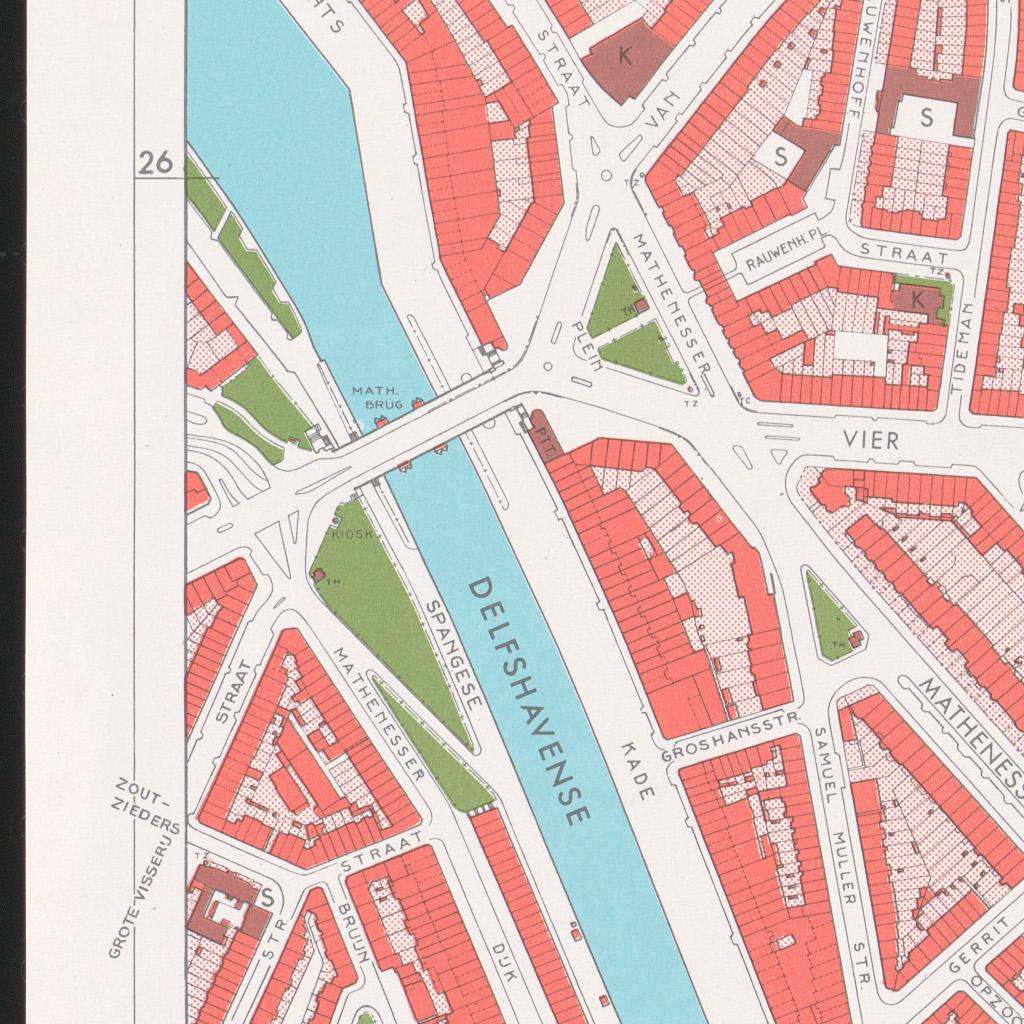 HTS
STRAAT
K
VAN
S
S
26
TZ
RAUWENH.PL.
STRAAT
TZ
K
MATHENESSER
TH
PLEIN
TIDEMAN
TZ
TC
MATH.
BRUG
P.T.T.
VIER
KIOSK
TH.
DELFSHAVENSE
SPANGESE
TH.
MATHENESSER
STRAAT
MATHENESS
KADE
GROSHANSSTR.
SAMUEL
MULLER
STR.
ZOUT-
ZIEDERS
GROTE-VISSERIJ
TZ
STRAAT
S
STR.
BRUIJN
DIJK
GERRIT
OPZOO